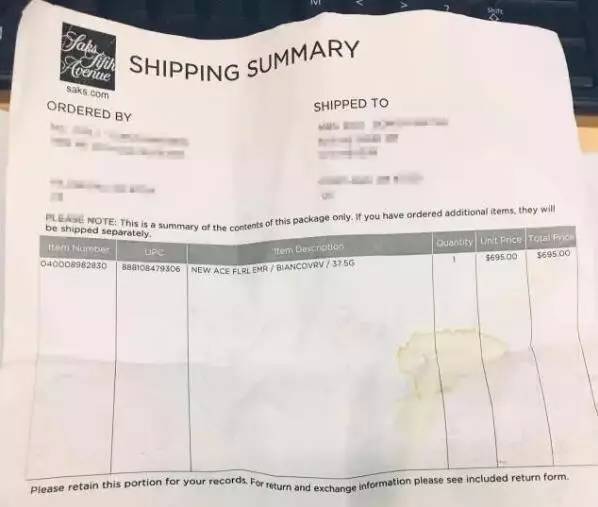 Saks
Fifth
Avenue
saks.com
SHIPPING SUMMARY
ORDERED BY
SHIPPED TO
PLEASE NOTE: This is a summary of the contents of this package only. If you have ordered additional items, they will
be shipped separately.
Item Number UPC Item Description Quantity Unit Price Total Price
040008982830 888108479306 NEW ACE FLRL EMR / BIANCOVRV / 37.5G 1 $695.00 $695.00
Please retain this portion for your records. For return and exchange information please see included return form.